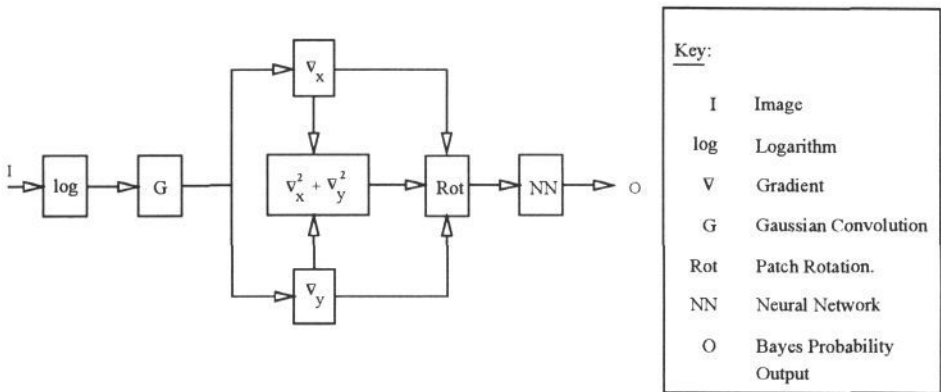 I
log
G
∇x
∇x² + ∇y²
∇y
Rot
NN
O
Key:
I Image
log Logarithm
∇ Gradient
G Gaussian Convolution
Rot Patch Rotation.
NN Neural Network
O Bayes Probability
Output